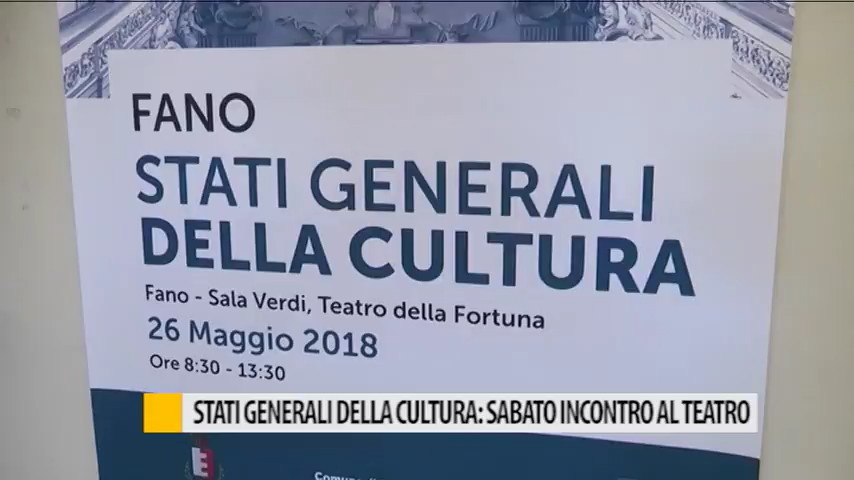 FANO
STATI GENERALI
DELLA CULTURA
Fano - Sala Verdi, Teatro della Fortuna
26 Maggio 2018
Ore 8:30 - 13:30
STATI GENERALI DELLA CULTURA: SABATO INCONTRO AL TEATRO